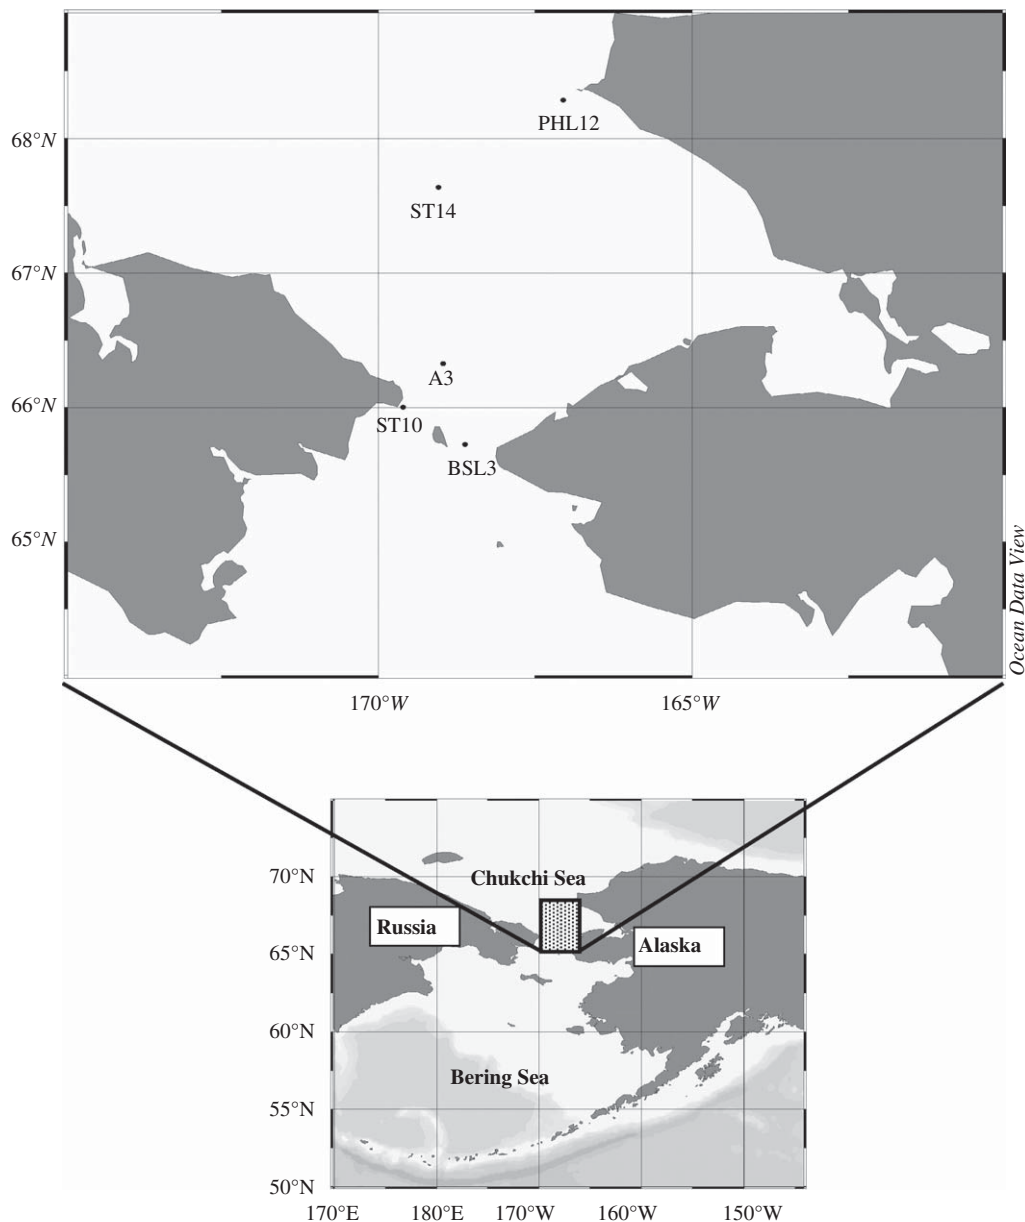 PHL12
68°N
ST14
67°N
A3
66°N
ST10
BSL3
65°N
Ocean Data View
170°W
165°W
70°N
Chukchi Sea
Russia
Alaska
65°N
60°N
Bering Sea
55°N
50°N
170°E 180°E 170°W 160°W 150°W